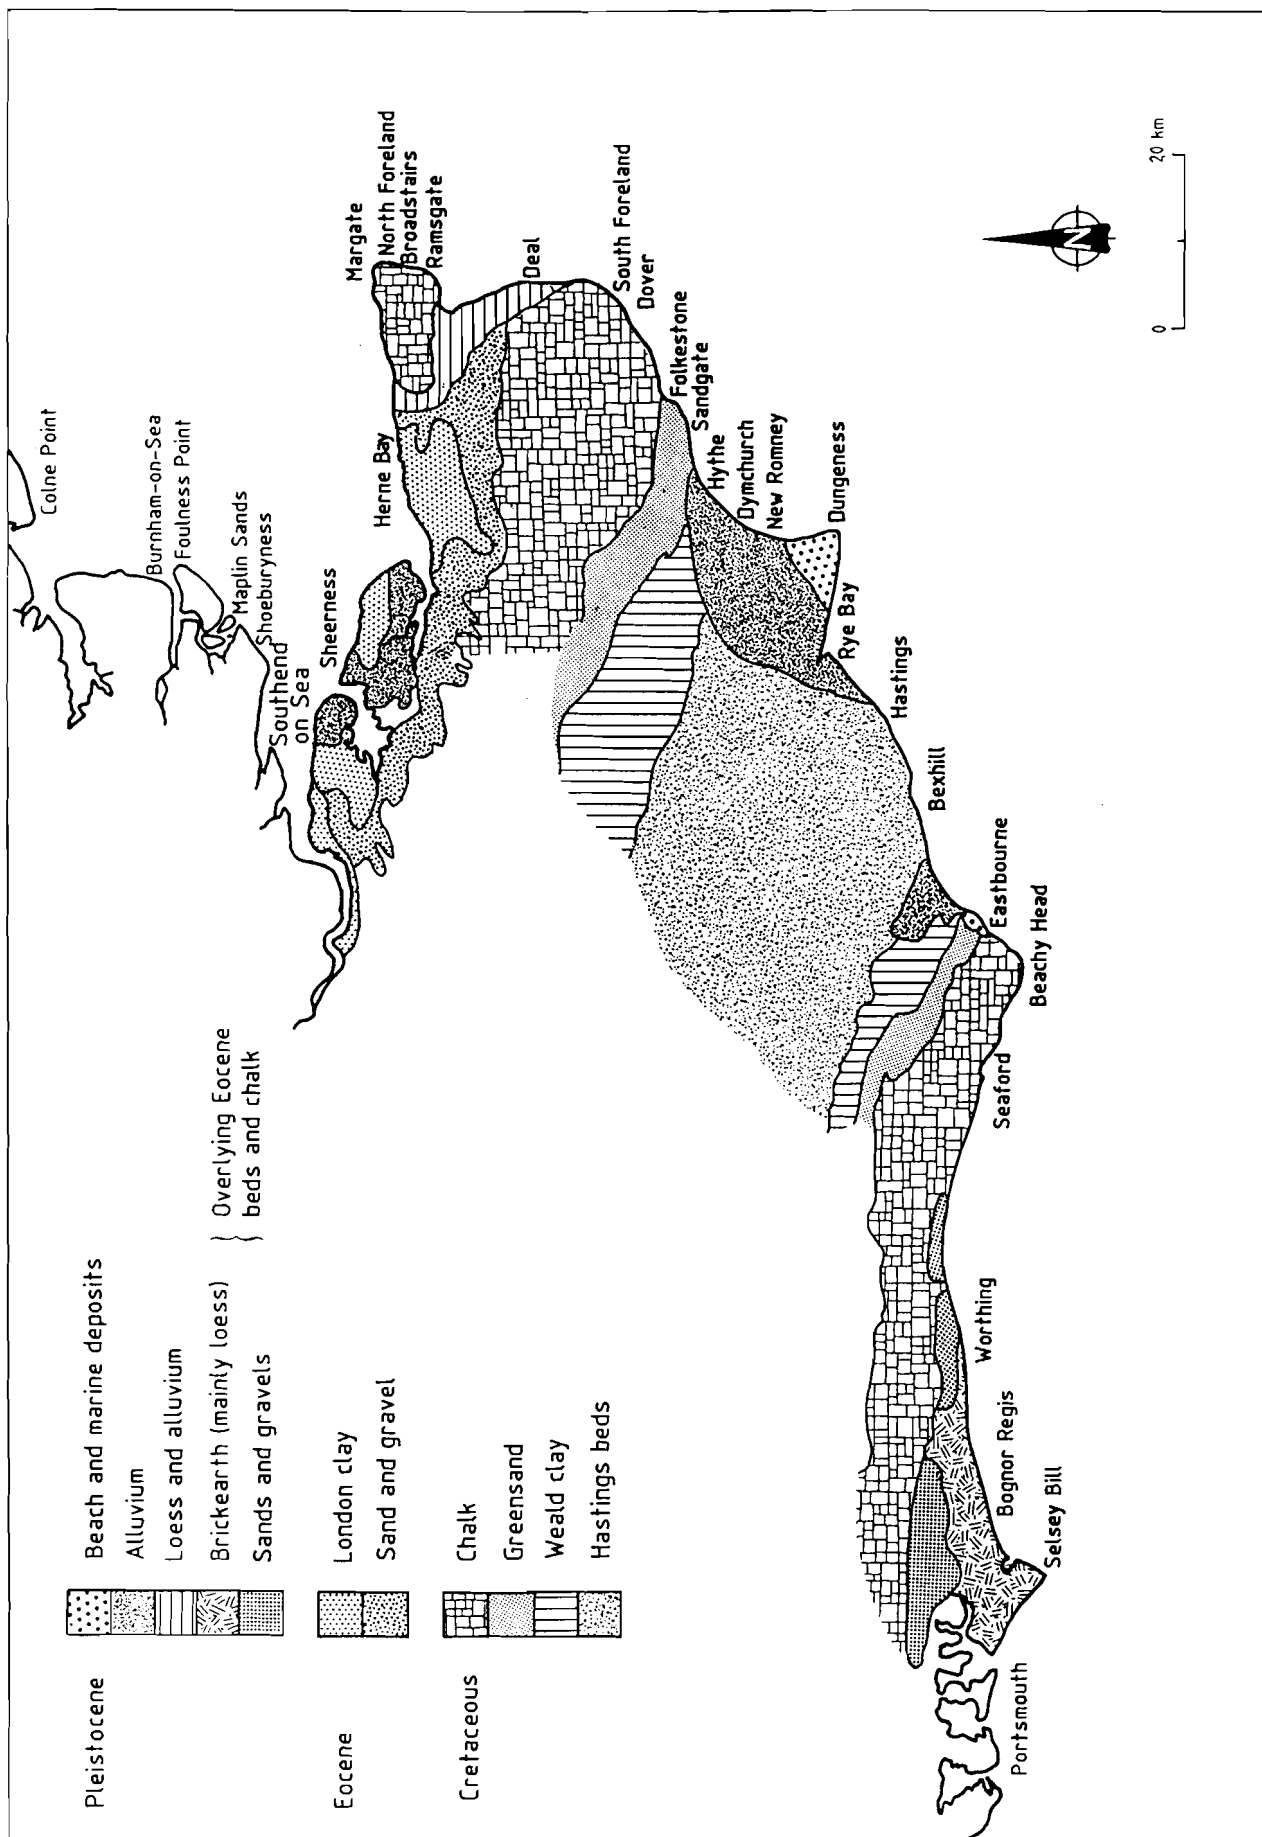 Pleistocene
Beach and marine deposits
Alluvium
Loess and alluvium
Brickearth (mainly loess)
Sands and gravels
} Overlying Eocene
} beds and chalk
Eocene
London clay
Sand and gravel
Cretaceous
Chalk
Greensand
Weald clay
Hastings beds
Colne Point
Burnham-on-Sea
Foulness Point
Maplin Sands
Shoeburyness
Southend
on Sea
Sheerness
Herne Bay
Margate
North Foreland
Broadstairs
Ramsgate
Deal
South Foreland
Dover
Folkestone
Sandgate
Hythe
Dymchurch
New Romney
Dungeness
Rye Bay
Hastings
Bexhill
Eastbourne
Beachy Head
Seaford
Worthing
Bognor Regis
Selsey Bill
Portsmouth
N
0
20 km